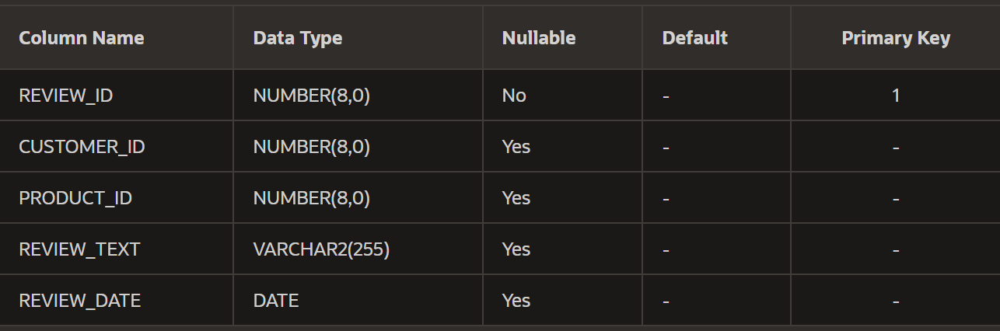 Column Name Data Type Nullable Default Primary Key
REVIEW_ID NUMBER(8,0) No - 1
CUSTOMER_ID NUMBER(8,0) Yes - -
PRODUCT_ID NUMBER(8,0) Yes - -
REVIEW_TEXT VARCHAR2(255) Yes - -
REVIEW_DATE DATE Yes - -